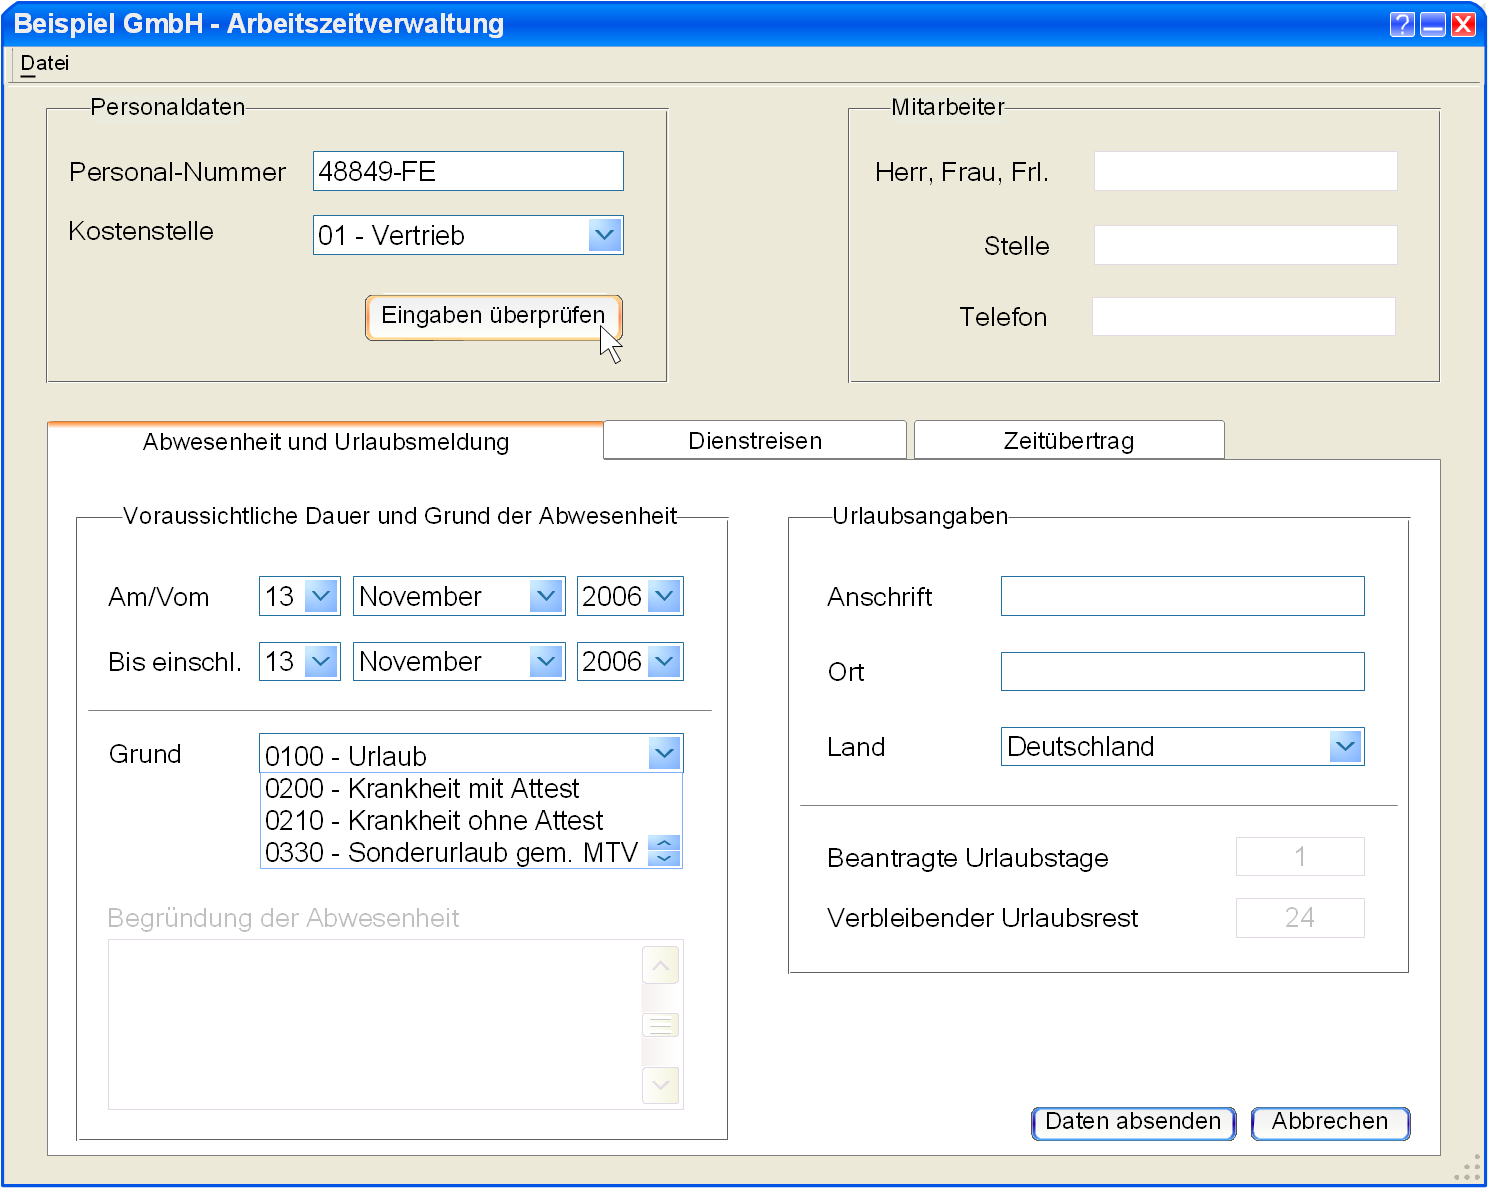 Beispiel GmbH - Arbeitszeitverwaltung
Datei
Personaldaten
Personal-Nummer 48849-FE
Kostenstelle 01 - Vertrieb
Eingaben überprüfen
Mitarbeiter
Herr, Frau, Frl.
Stelle
Telefon
Abwesenheit und Urlaubsmeldung Dienstreisen Zeitübertrag
Voraussichtliche Dauer und Grund der Abwesenheit
Am/Vom 13 November 2006
Bis einschl. 13 November 2006
Grund 0100 - Urlaub
0200 - Krankheit mit Attest
0210 - Krankheit ohne Attest
0330 - Sonderurlaub gem. MTV
Begründung der Abwesenheit
Urlaubsangaben
Anschrift
Ort
Land Deutschland
Beantragte Urlaubstage 1
Verbleibender Urlaubsrest 24
Daten absenden Abbrechen